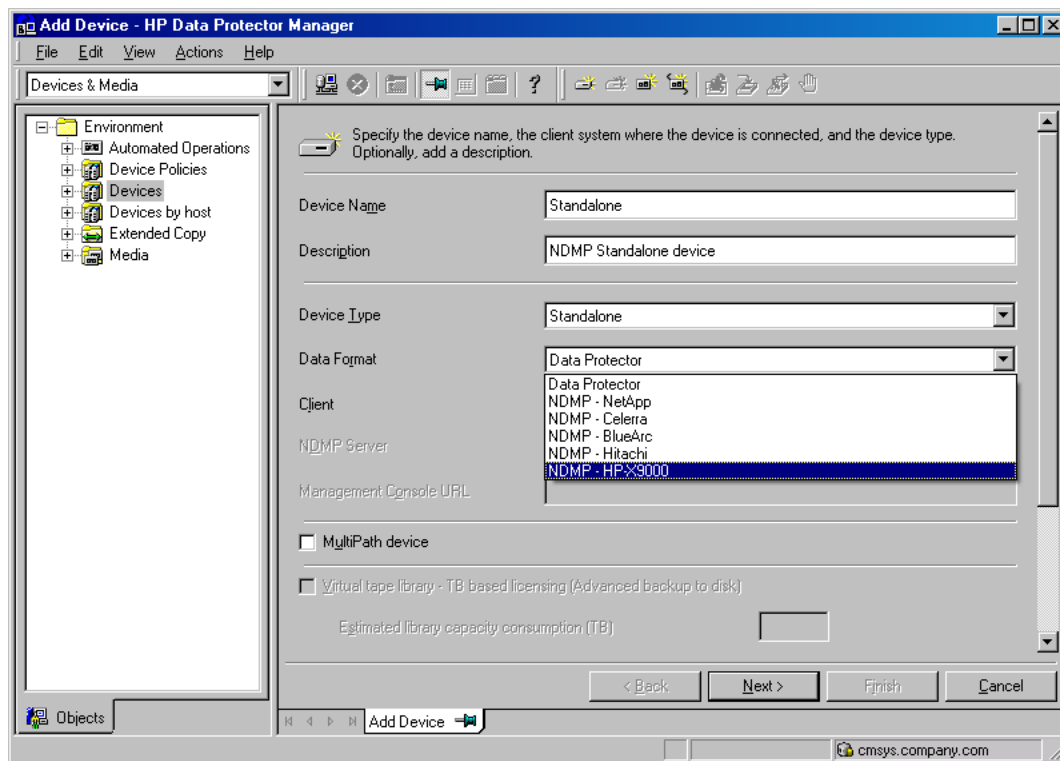 Add Device - HP Data Protector Manager
File Edit View Actions Help
Devices & Media
Environment
Automated Operations
Device Policies
Devices
Devices by host
Extended Copy
Media
Objects
Specify the device name, the client system where the device is connected, and the device type.
Optionally, add a description.
Device Name Standalone
Description NDMP Standalone device
Device Type Standalone
Data Format Data Protector
Data Protector
NDMP - NetApp
NDMP - Celerra
NDMP - BlueArc
NDMP - Hitachi
NDMP - HP-X9000
Client
NDMP Server
Management Console URL
MultiPath device
Virtual tape library - TB based licensing (Advanced backup to disk)
Estimated library capacity consumption (TB)
< Back Next > Finish Cancel
Add Device
cmsys.company.com